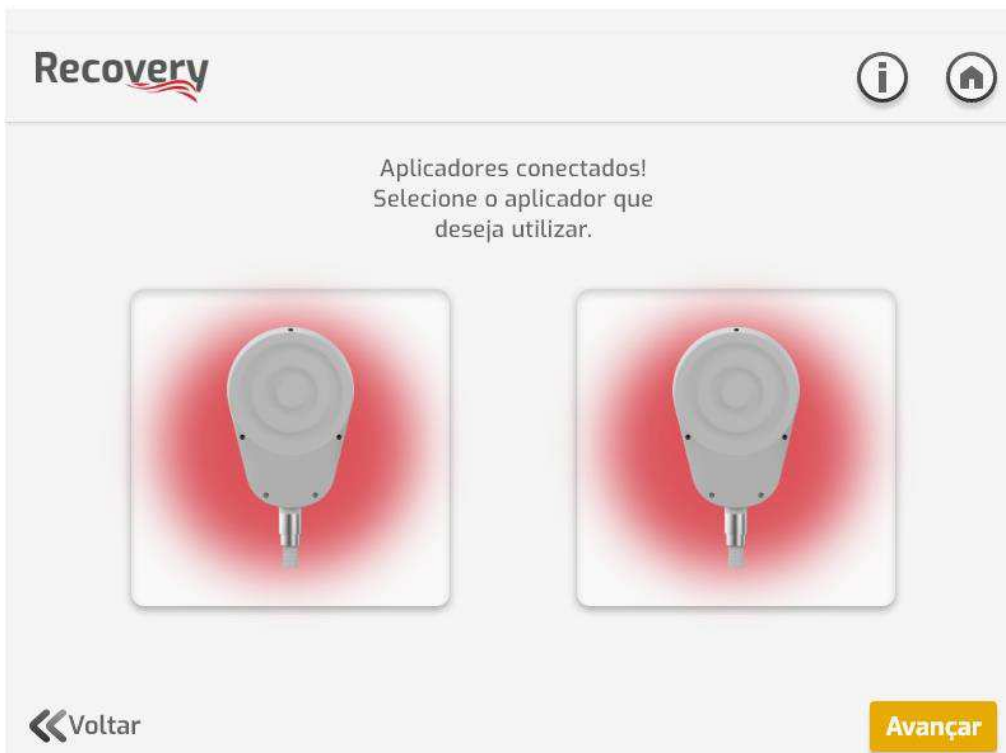 Recovery
Aplicadores conectados!
Selecione o aplicador que
deseja utilizar.
Voltar
Avançar